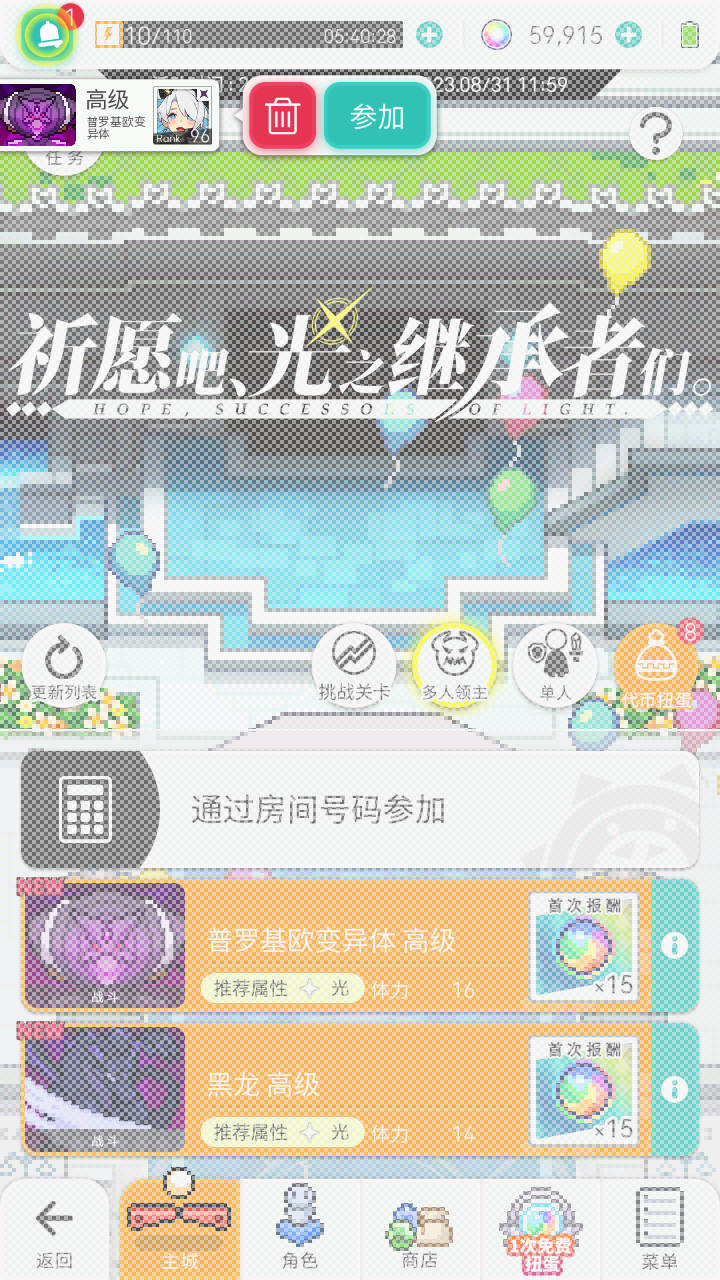 1
10/110
05:40:28
59,915
高级
普罗基欧变
异体
Rank 96
参加
23.08/31 11:59
任务
?
祈愿吧、光之继承者们。
HOPE, SUCCESSORS OF LIGHT.
更新列表
挑战关卡
多人领主
单人
代币扭蛋
8
通过房间号码参加
NEW
普罗基欧变异体 高级
推荐属性 光
体力 16
战斗
首次报酬
×15
NEW
黑龙 高级
推荐属性 光
体力 14
战斗
首次报酬
×15
返回
主城
角色
商店
1次免费
扭蛋
菜单